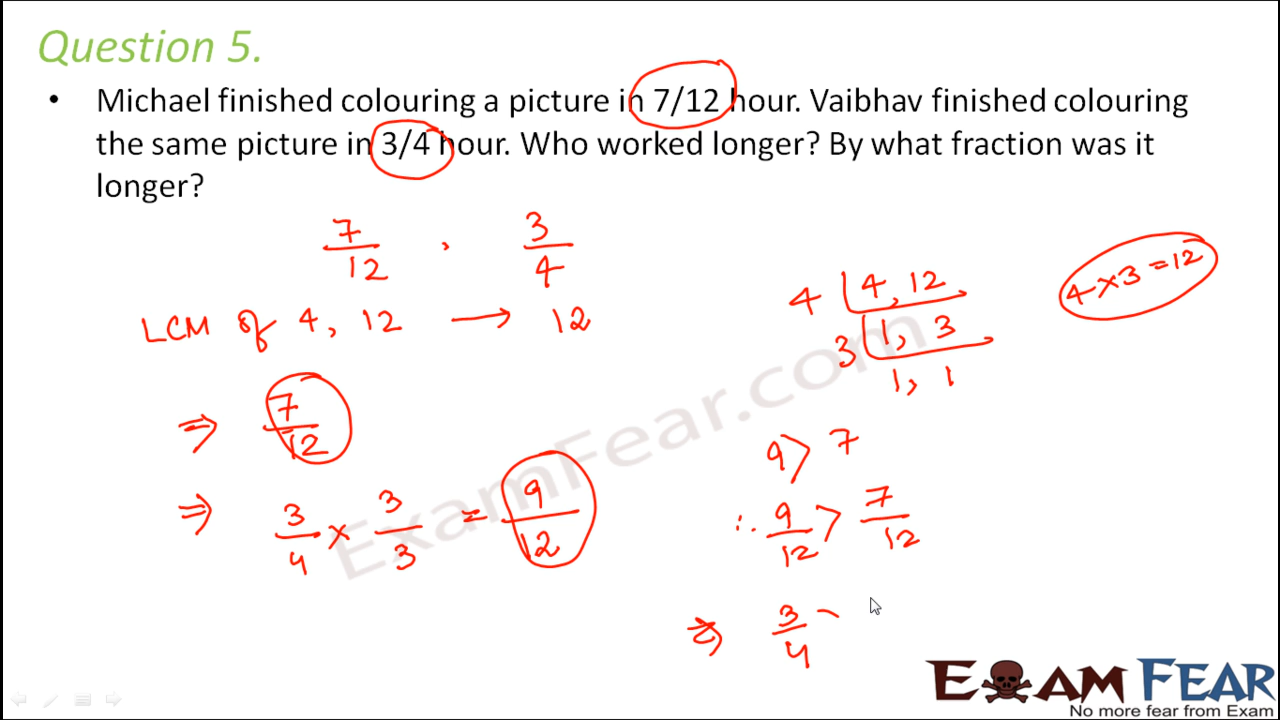 Question 5.
• Michael finished colouring a picture in 7/12 hour. Vaibhav finished colouring
the same picture in 3/4 hour. Who worked longer? By what fraction was it
longer?
7/12 , 3/4
LCM of 4, 12 → 12
4 | 4, 12
3 | 1, 3
1, 1
4×3=12
⇒ 7/12
⇒ 3/4 × 3/3 = 9/12
9 > 7
∴ 9/12 > 7/12
⇒ 3/4
ExamFear.com
EXAM FEAR
No more fear from Exam